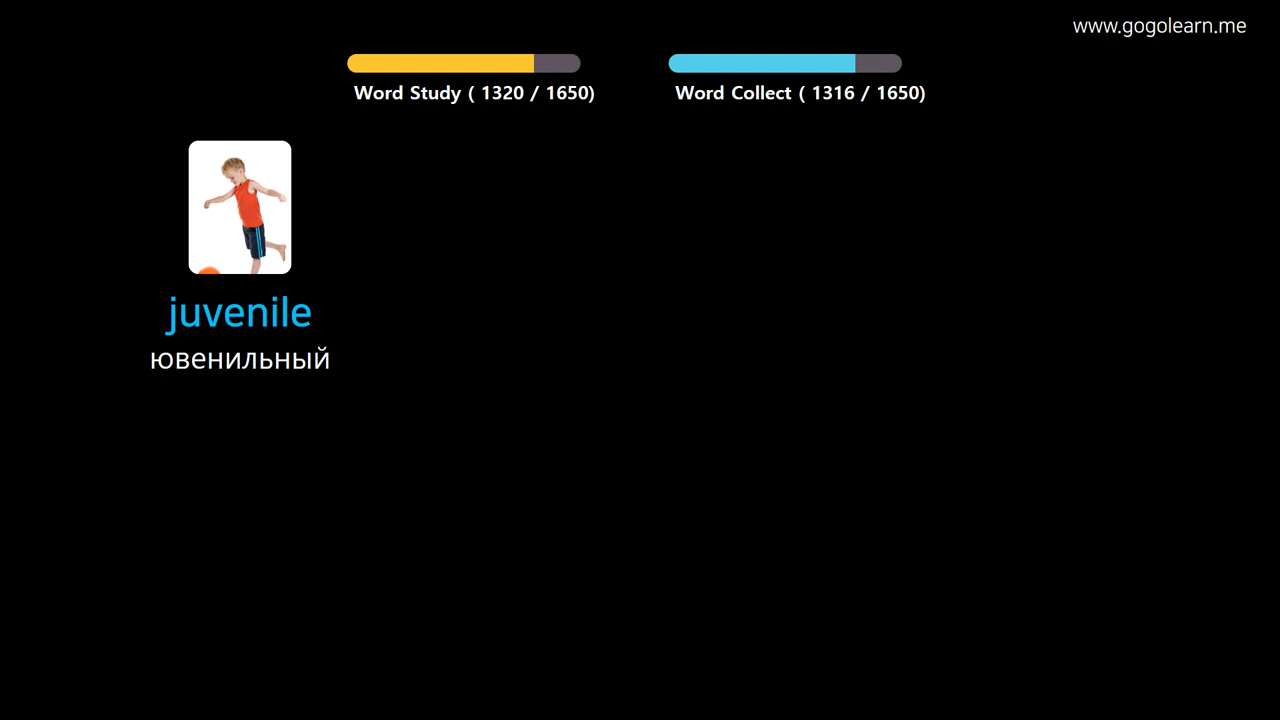 www.gogolearn.me
Word Study ( 1320 / 1650)
Word Collect ( 1316 / 1650)
juvenile
ювенильный